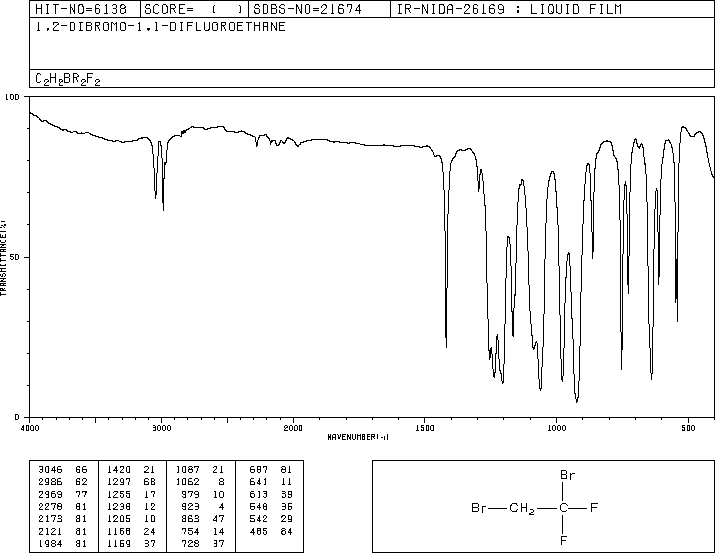 HIT-NO=6138 SCORE= ( ) SDBS-NO=21674 IR-NIDA-26169 : LIQUID FILM
1,2-DIBROMO-1,1-DIFLUOROETHANE
C2H2BR2F2
100
TRANSMITTANCE(%)
50
0
4000 3000 2000 1500 1000 500
WAVENUMBER(-1)
3046 66 1420 21 1087 21 687 81
2986 62 1297 68 1062 8 641 11
2969 77 1255 17 979 10 613 39
2278 81 1238 12 923 4 548 36
2173 81 1205 10 863 47 542 29
2121 81 1168 24 754 14 485 84
1984 81 1169 37 728 37
Br
Br CH2 C F
F